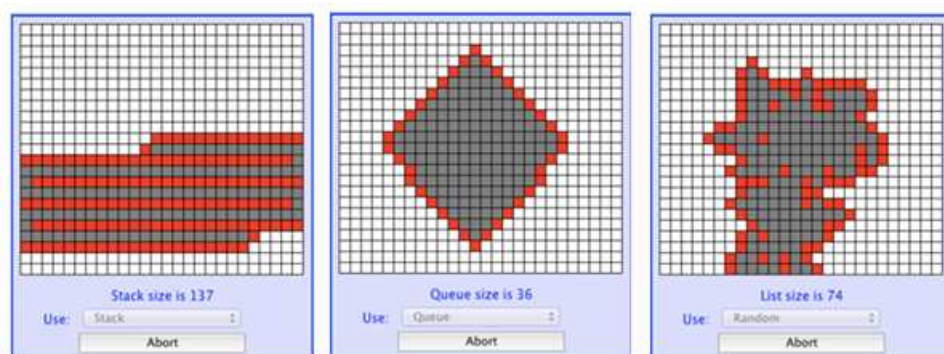 Stack size is 137
Use: Stack
Abort
Queue size is 36
Use: Queue
Abort
List size is 74
Use: Random
Abort